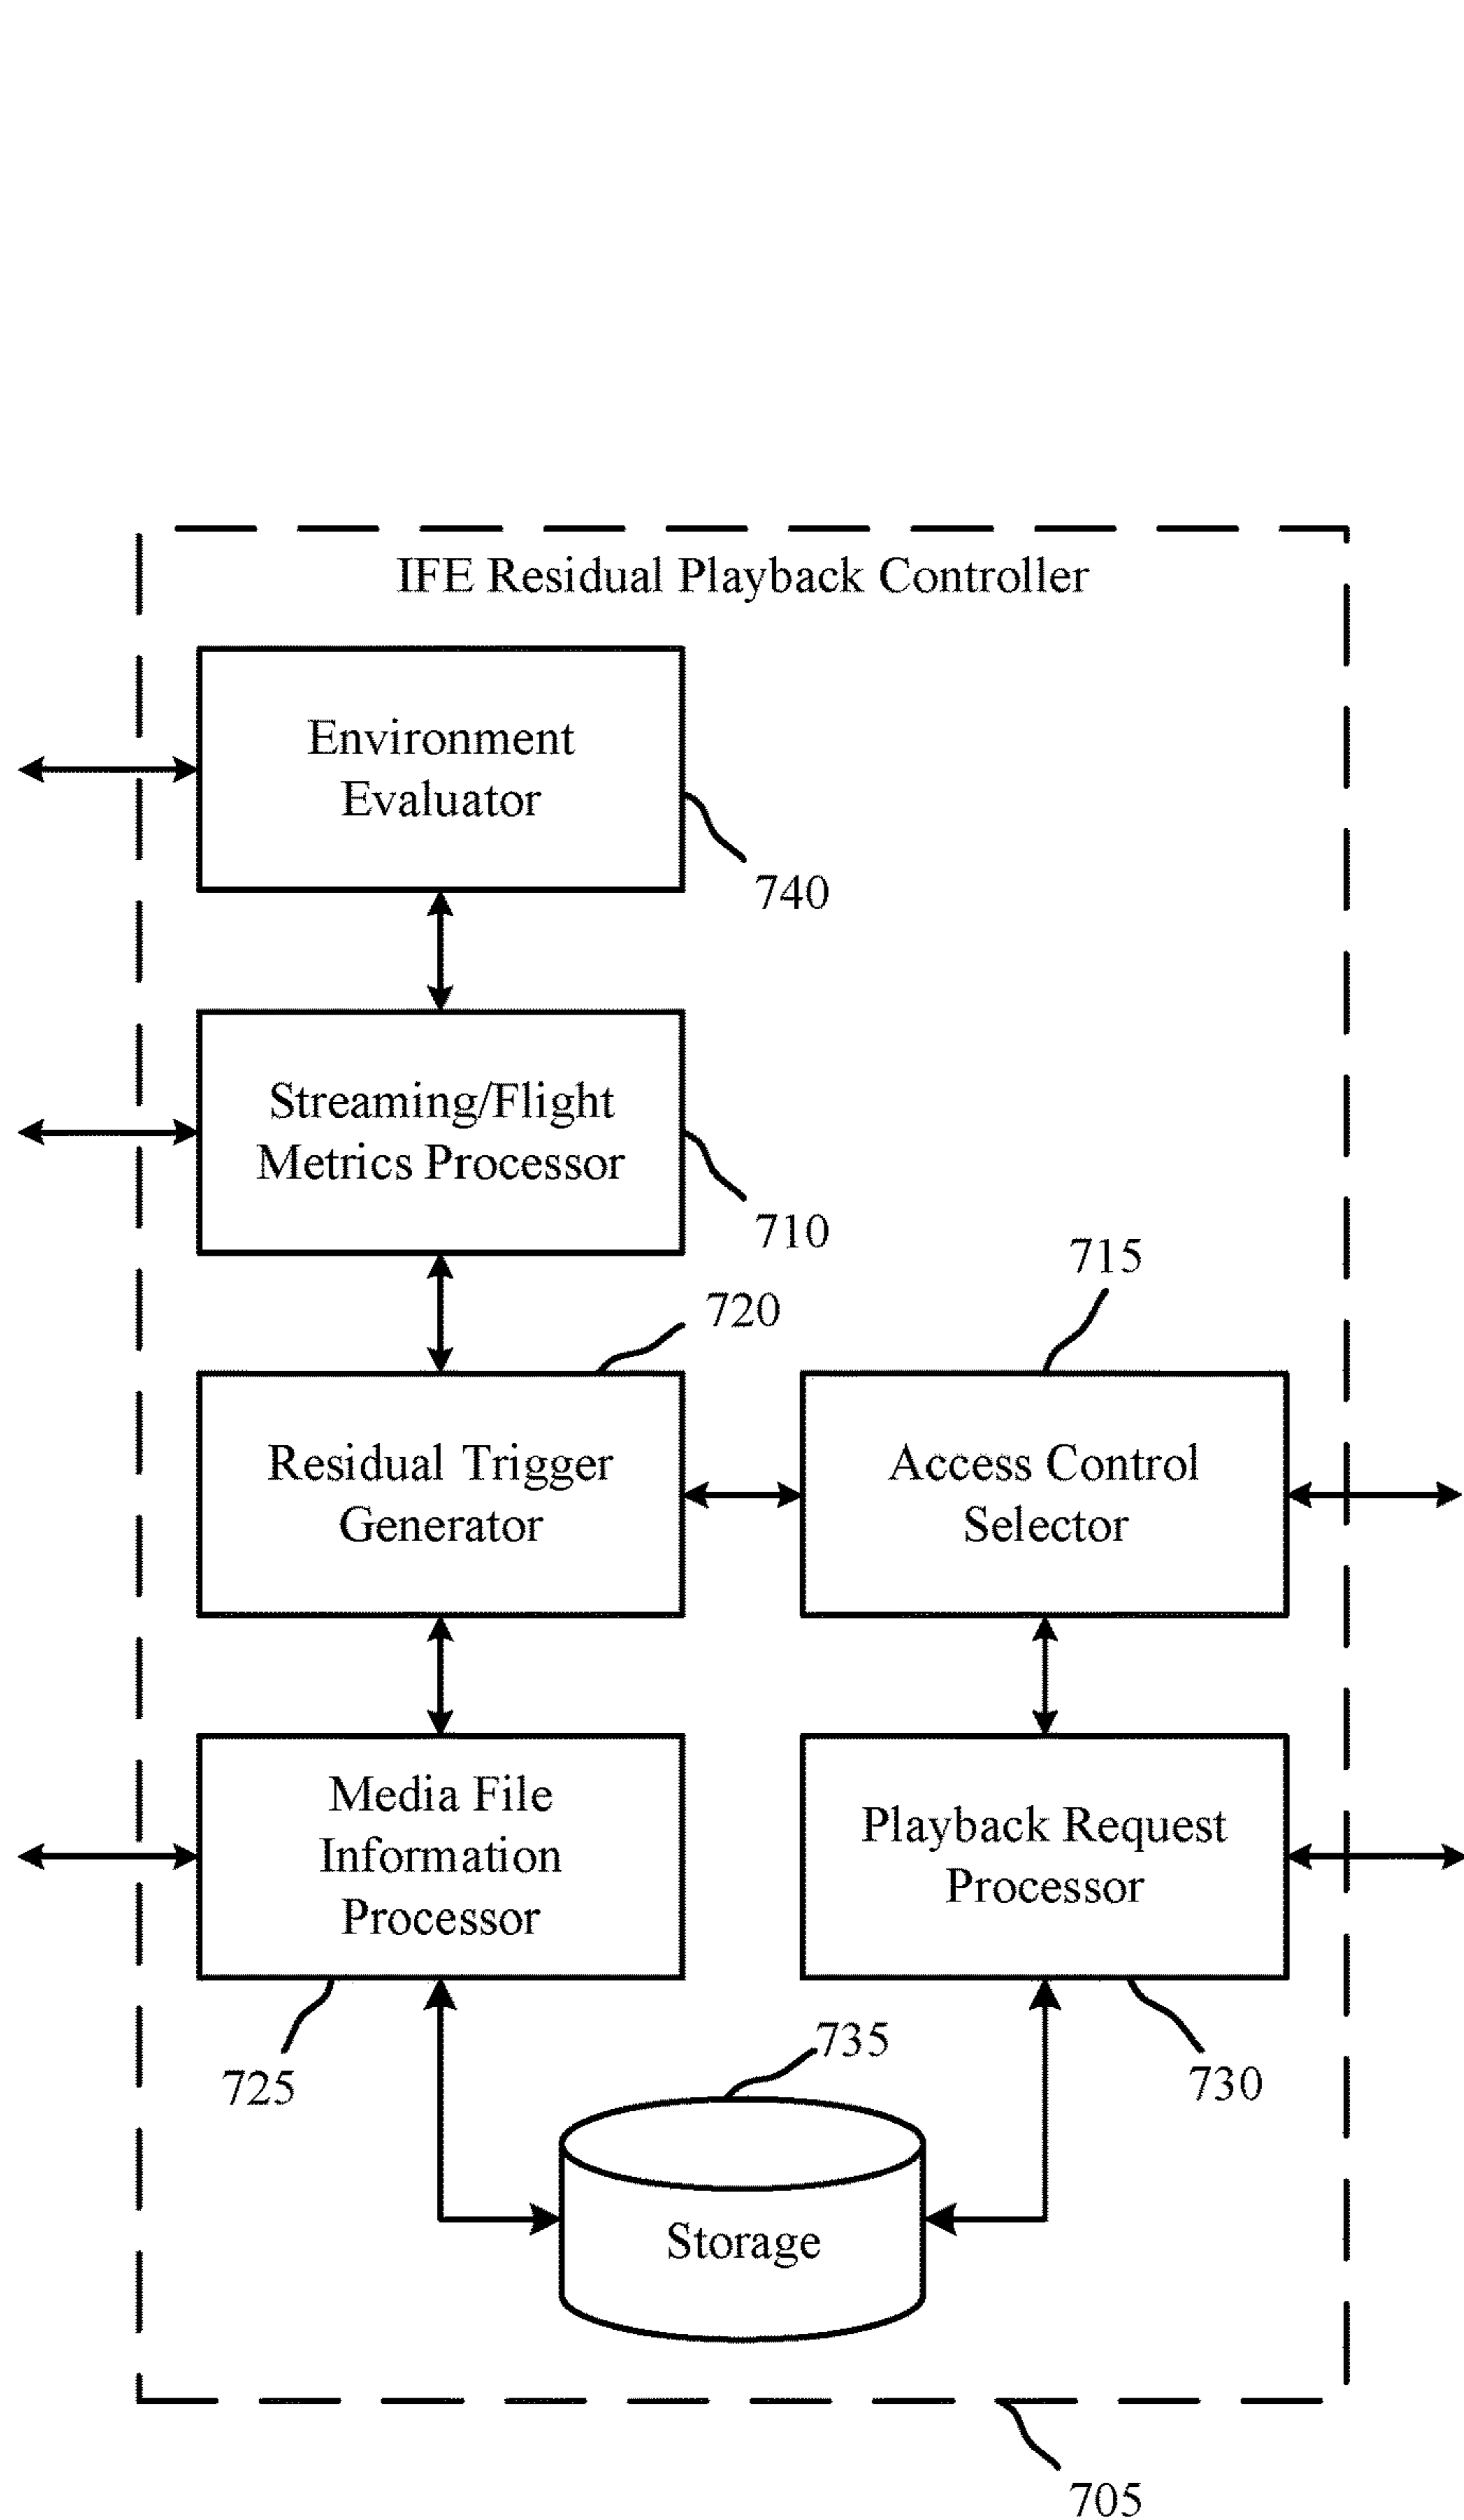 IFE Residual Playback Controller
Environment
Evaluator
740
Streaming/Flight
Metrics Processor
710
720
715
Residual Trigger
Generator
Access Control
Selector
Media File
Information
Processor
Playback Request
Processor
725
735
730
Storage
705